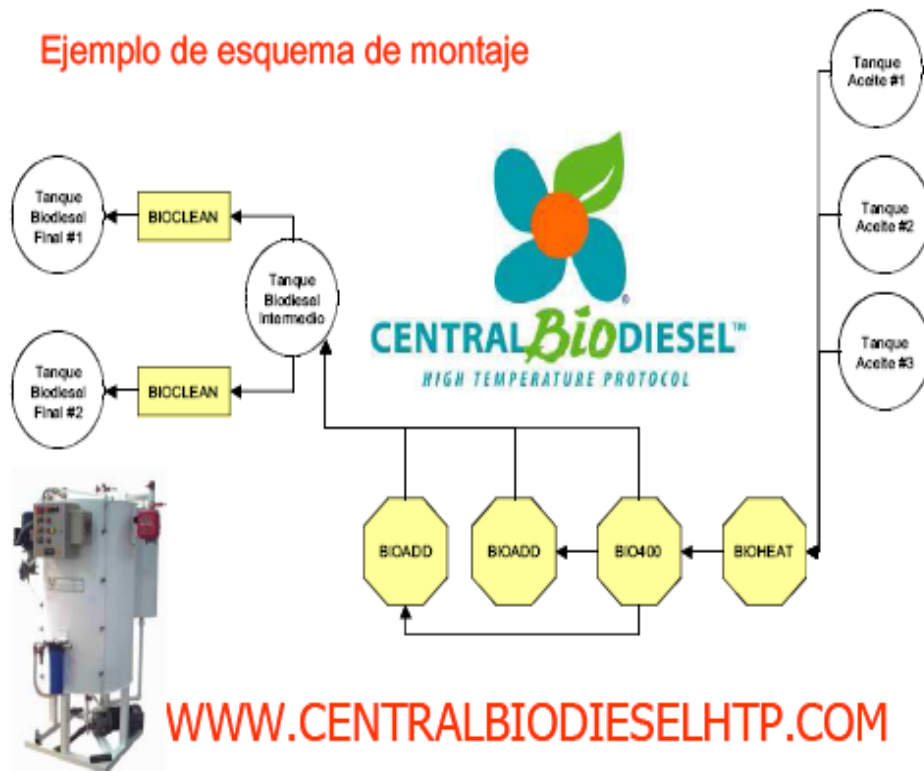 Ejemplo de esquema de montaje
Tanque
Aceite #1
Tanque
Aceite #2
Tanque
Aceite #3
Tanque
Biodiesel
Final #1
BIOCLEAN
Tanque
Biodiesel
Intermedio
Tanque
Biodiesel
Final #2
BIOCLEAN
®
CENTRALBioDIESEL™
HIGH TEMPERATURE PROTOCOL
BIOADD
BIOADD
BIO400
BIOHEAT
WWW.CENTRALBIODIESELHTP.COM